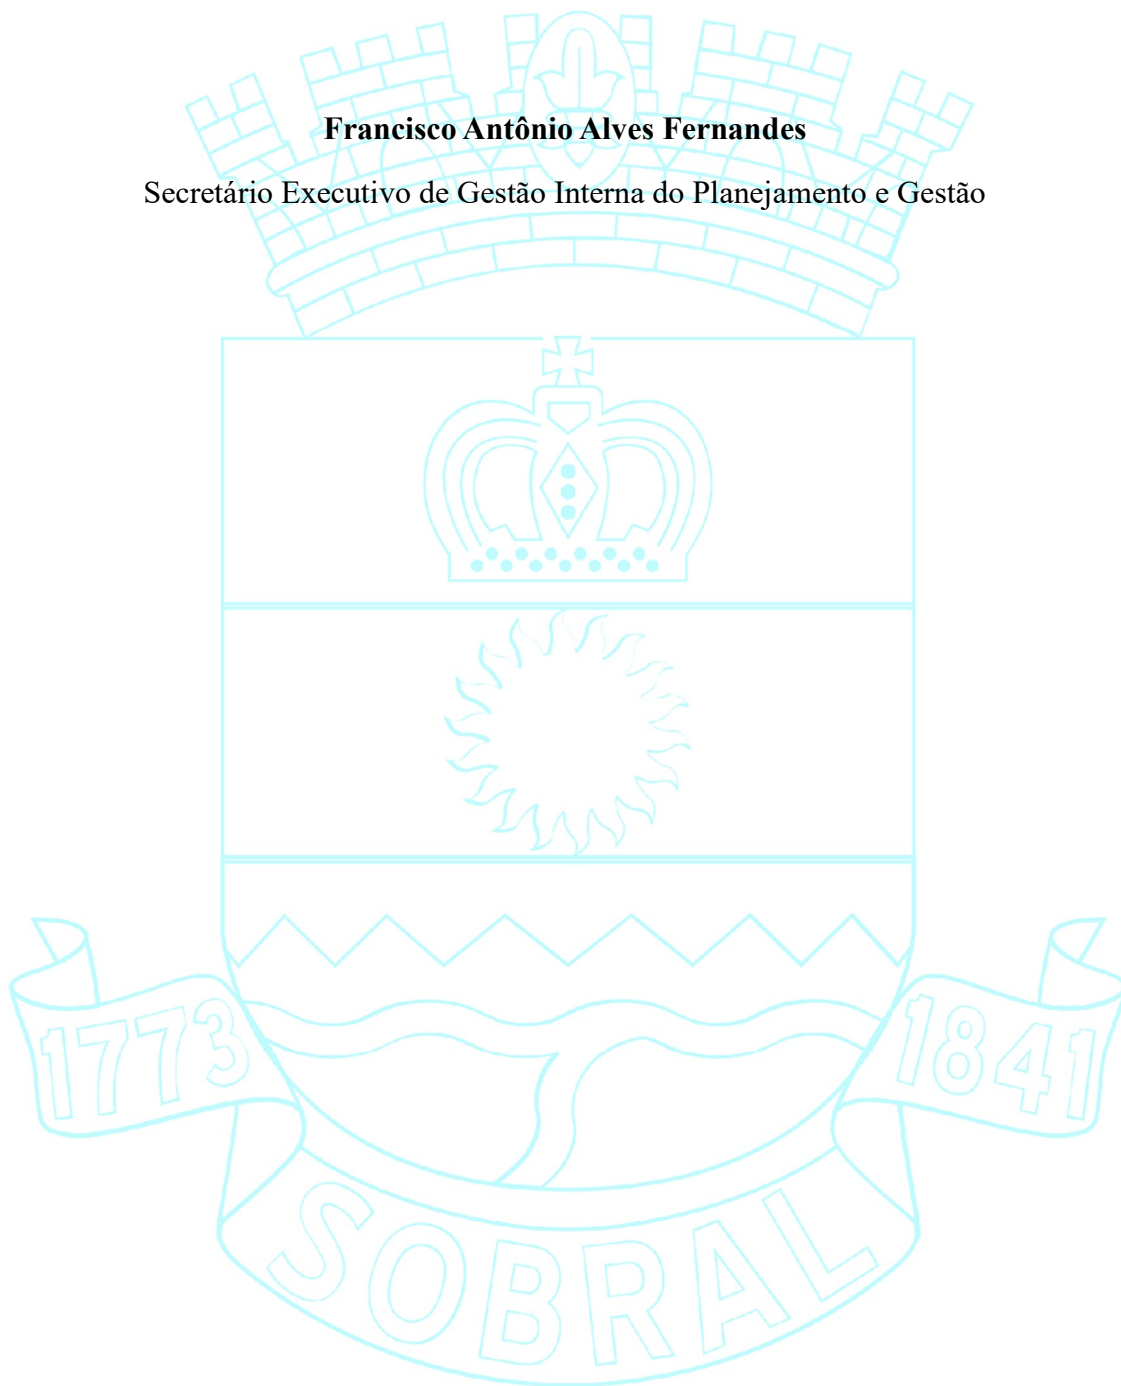 Francisco Antônio Alves Fernandes
Secretário Executivo de Gestão Interna do Planejamento e Gestão
1773
1841
SOBRAL